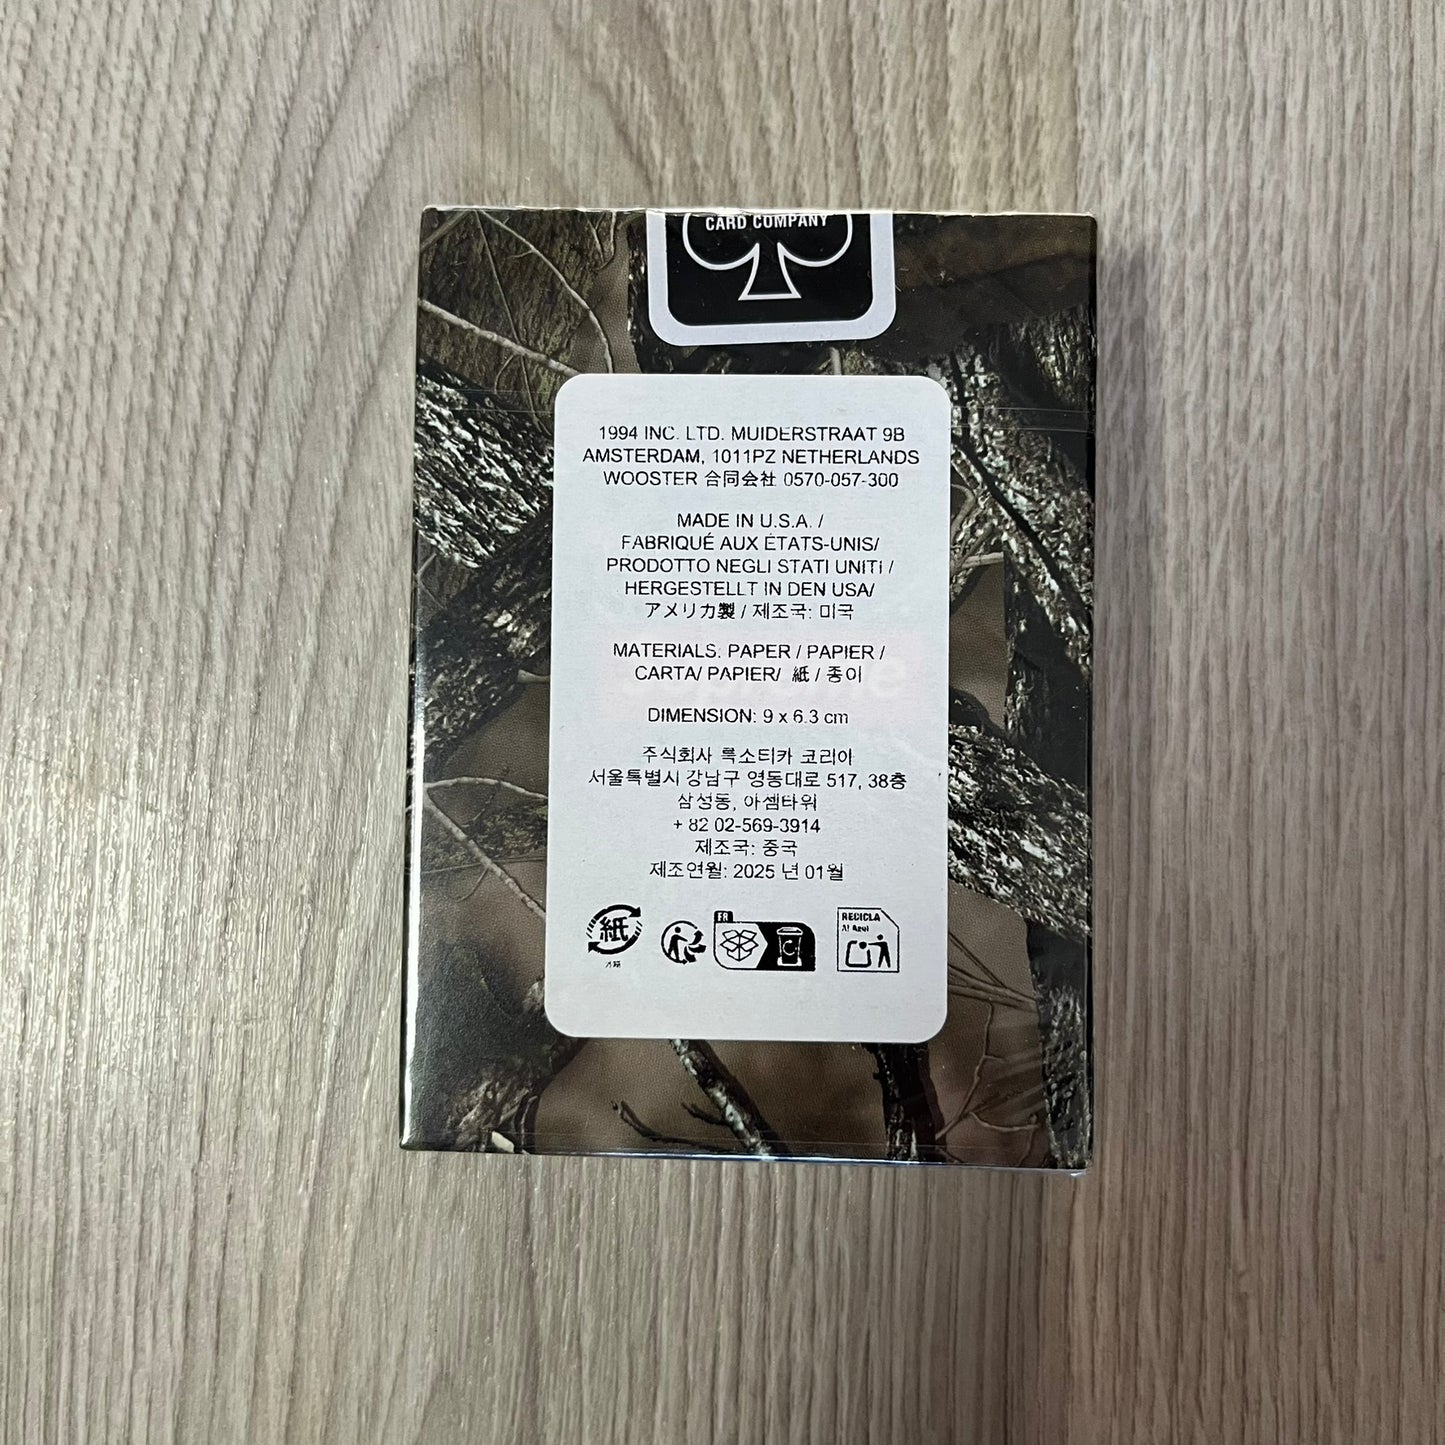 CARD COMPANY
1994 INC. LTD. MUIDERSTRAAT 9B
AMSTERDAM, 1011PZ NETHERLANDS
WOOSTER 合同会社 0570-057-300
MADE IN U.S.A. /
FABRIQUÉ AUX ÉTATS-UNIS/
PRODOTTO NEGLI STATI UNITI /
HERGESTELLT IN DEN USA/
アメリカ製 / 제조국: 미국
MATERIALS: PAPER / PAPIER /
CARTA/ PAPIER/ 紙 / 종이
DIMENSION: 9 x 6.3 cm
주식회사 룩소티카 코리아
서울특별시 강남구 영동대로 517, 38층
삼성동, 아셈타워
+ 82 02-569-3914
제조국: 중국
제조연월: 2025 년 01월
紙
FR
RECICLA
Al Azul